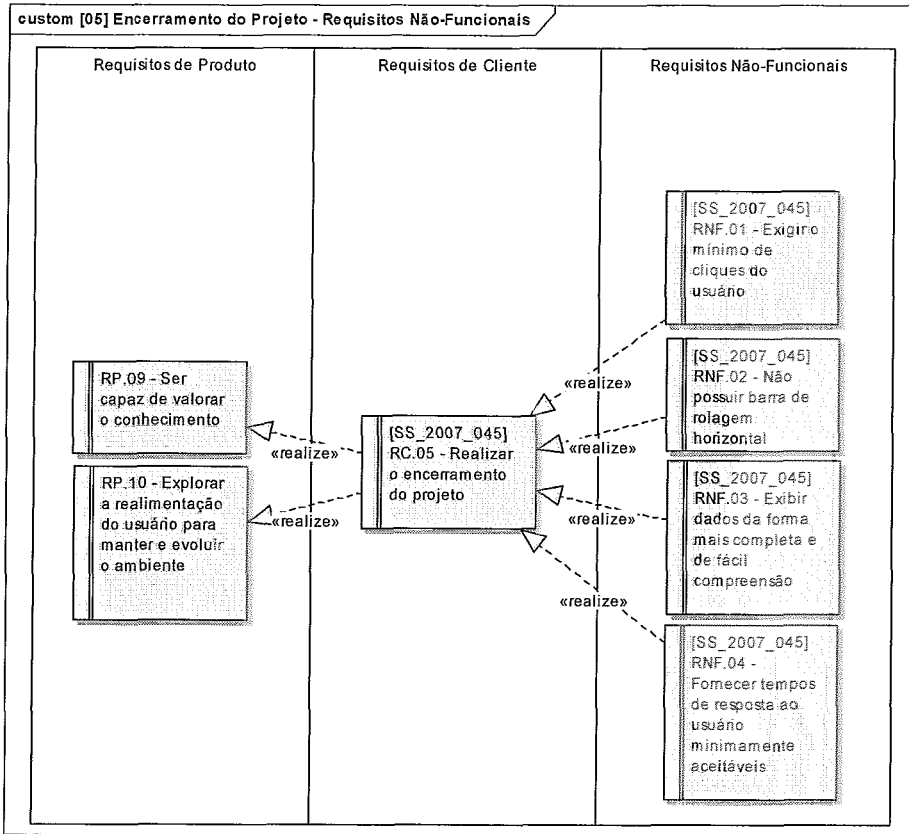 custom [05] Encerramento do Projeto - Requisitos Não-Funcionais
Requisitos de Produto
Requisitos de Cliente
Requisitos Não-Funcionais
RP.09 - Ser
capaz de valorar
o conhecimento
RP.10 - Explorar
a realimentação
do usuário para
manter e evoluir
o ambiente
«realize»
«realize»
[SS_2007_045]
RC.05 - Realizar
o encerramento
do projeto
«realize»
«realize»
«realize»
«realize»
[SS_2007_045]
RNF.01 - Exigir o
mínimo de
cliques do
usuário
[SS_2007_045]
RNF.02 - Não
possuir barra de
rolagem
horizontal
[SS_2007_045]
RNF.03 - Exibir
dados da forma
mais completa e
de fácil
compreensão
[SS_2007_045]
RNF.04 -
Fornecer tempos
de resposta ao
usuário
minimamente
aceitáveis